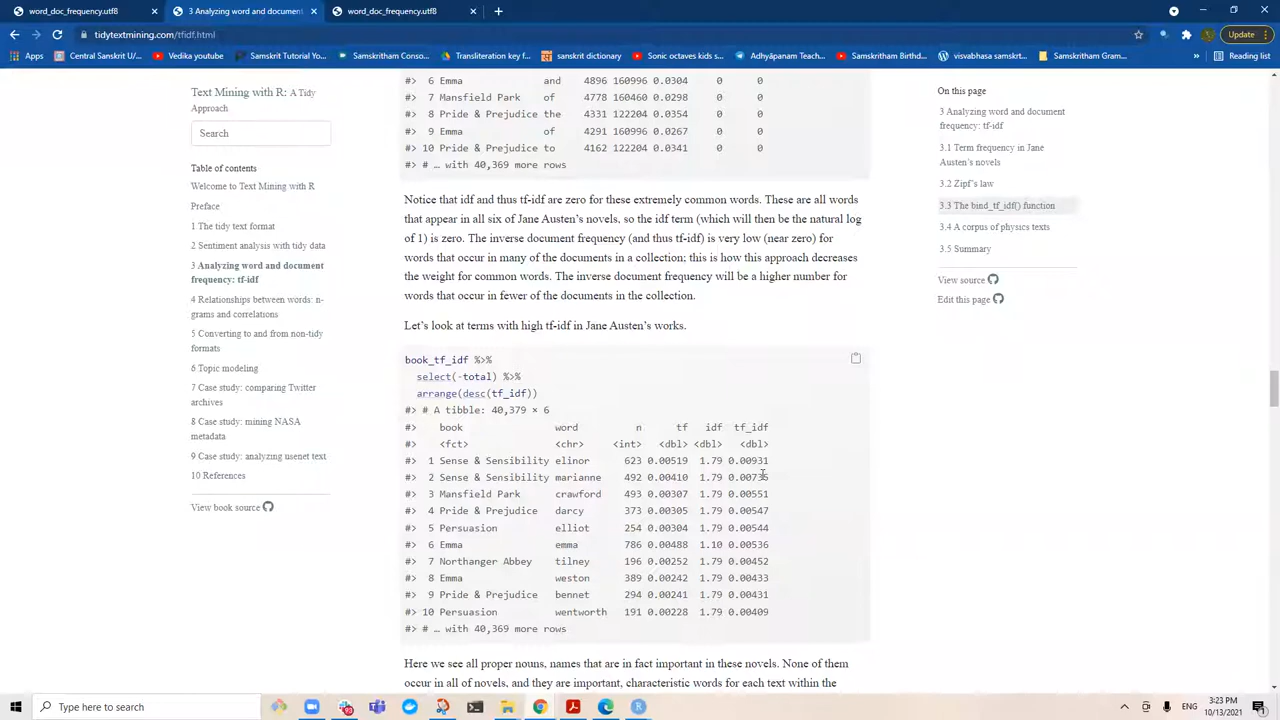 word_doc_frequency.utf8
3 Analyzing word and document
word_doc_frequency.utf8
tidytextmining.com/tfidf.html
Update
Apps
Central Sanskrit U...
Vedika youtube
Samskrit Tutorial Yo...
Samskritham Gran...
Transliteration key f...
sanskrit dictionary
Sonic octaves kids s...
Adhyāpanam Teach...
Samskritham Birthd...
visvabhasa samskrt...
Samskritham Gram...
Reading list
Text Mining with R: A Tidy
Approach
Search
Table of contents
Welcome to Text Mining with R
Preface
1 The tidy text format
2 Sentiment analysis with tidy data
3 Analyzing word and document
frequency: tf-idf
4 Relationships between words: n-
grams and correlations
5 Converting to and from non-tidy
formats
6 Topic modeling
7 Case study: comparing Twitter
archives
8 Case study: mining NASA
metadata
9 Case study: analyzing usenet text
10 References
View book source
#>  6 Emma and 4896 160996 0.0304 0 0
#>  7 Mansfield Park of 4778 160460 0.0298 0 0
#>  8 Pride & Prejudice the 4331 122204 0.0354 0 0
#>  9 Emma of 4291 160996 0.0267 0 0
#> 10 Pride & Prejudice to 4162 122204 0.0341 0 0
#> # … with 40,369 more rows
Notice that idf and thus tf-idf are zero for these extremely common words. These are all words
that appear in all six of Jane Austen's novels, so the idf term (which will then be the natural log
of 1) is zero. The inverse document frequency (and thus tf-idf) is very low (near zero) for
words that occur in many of the documents in a collection; this is how this approach decreases
the weight for common words. The inverse document frequency will be a higher number for
words that occur in fewer of the documents in the collection.
Let's look at terms with high tf-idf in Jane Austen's works.
book_tf_idf %>%
select(-total) %>%
arrange(desc(tf_idf))
#> # A tibble: 40,379 × 6
#> book word n tf idf tf_idf
#> <fct> <chr> <int> <dbl> <dbl> <dbl>
#>  1 Sense & Sensibility elinor 623 0.00519 1.79 0.00931
#>  2 Sense & Sensibility marianne 492 0.00410 1.79 0.00735
#>  3 Mansfield Park crawford 493 0.00307 1.79 0.00551
#>  4 Pride & Prejudice darcy 373 0.00305 1.79 0.00547
#>  5 Persuasion elliot 254 0.00304 1.79 0.00544
#>  6 Emma emma 786 0.00488 1.10 0.00536
#>  7 Northanger Abbey tilney 196 0.00252 1.79 0.00452
#>  8 Emma weston 389 0.00242 1.79 0.00433
#>  9 Pride & Prejudice bennet 294 0.00241 1.79 0.00431
#> 10 Persuasion wentworth 191 0.00228 1.79 0.00409
#> # … with 40,369 more rows
Here we see all proper nouns, names that are in fact important in these novels. None of them
occur in all of novels, and they are important, characteristic words for each text within the
On this page
3 Analyzing word and document
frequency: tf-idf
3.1 Term frequency in Jane
Austen's novels
3.2 Zipf's law
3.3 The bind_tf_idf() function
3.4 A corpus of physics texts
3.5 Summary
View source
Edit this page
Type here to search
3:23 PM
10/13/2021